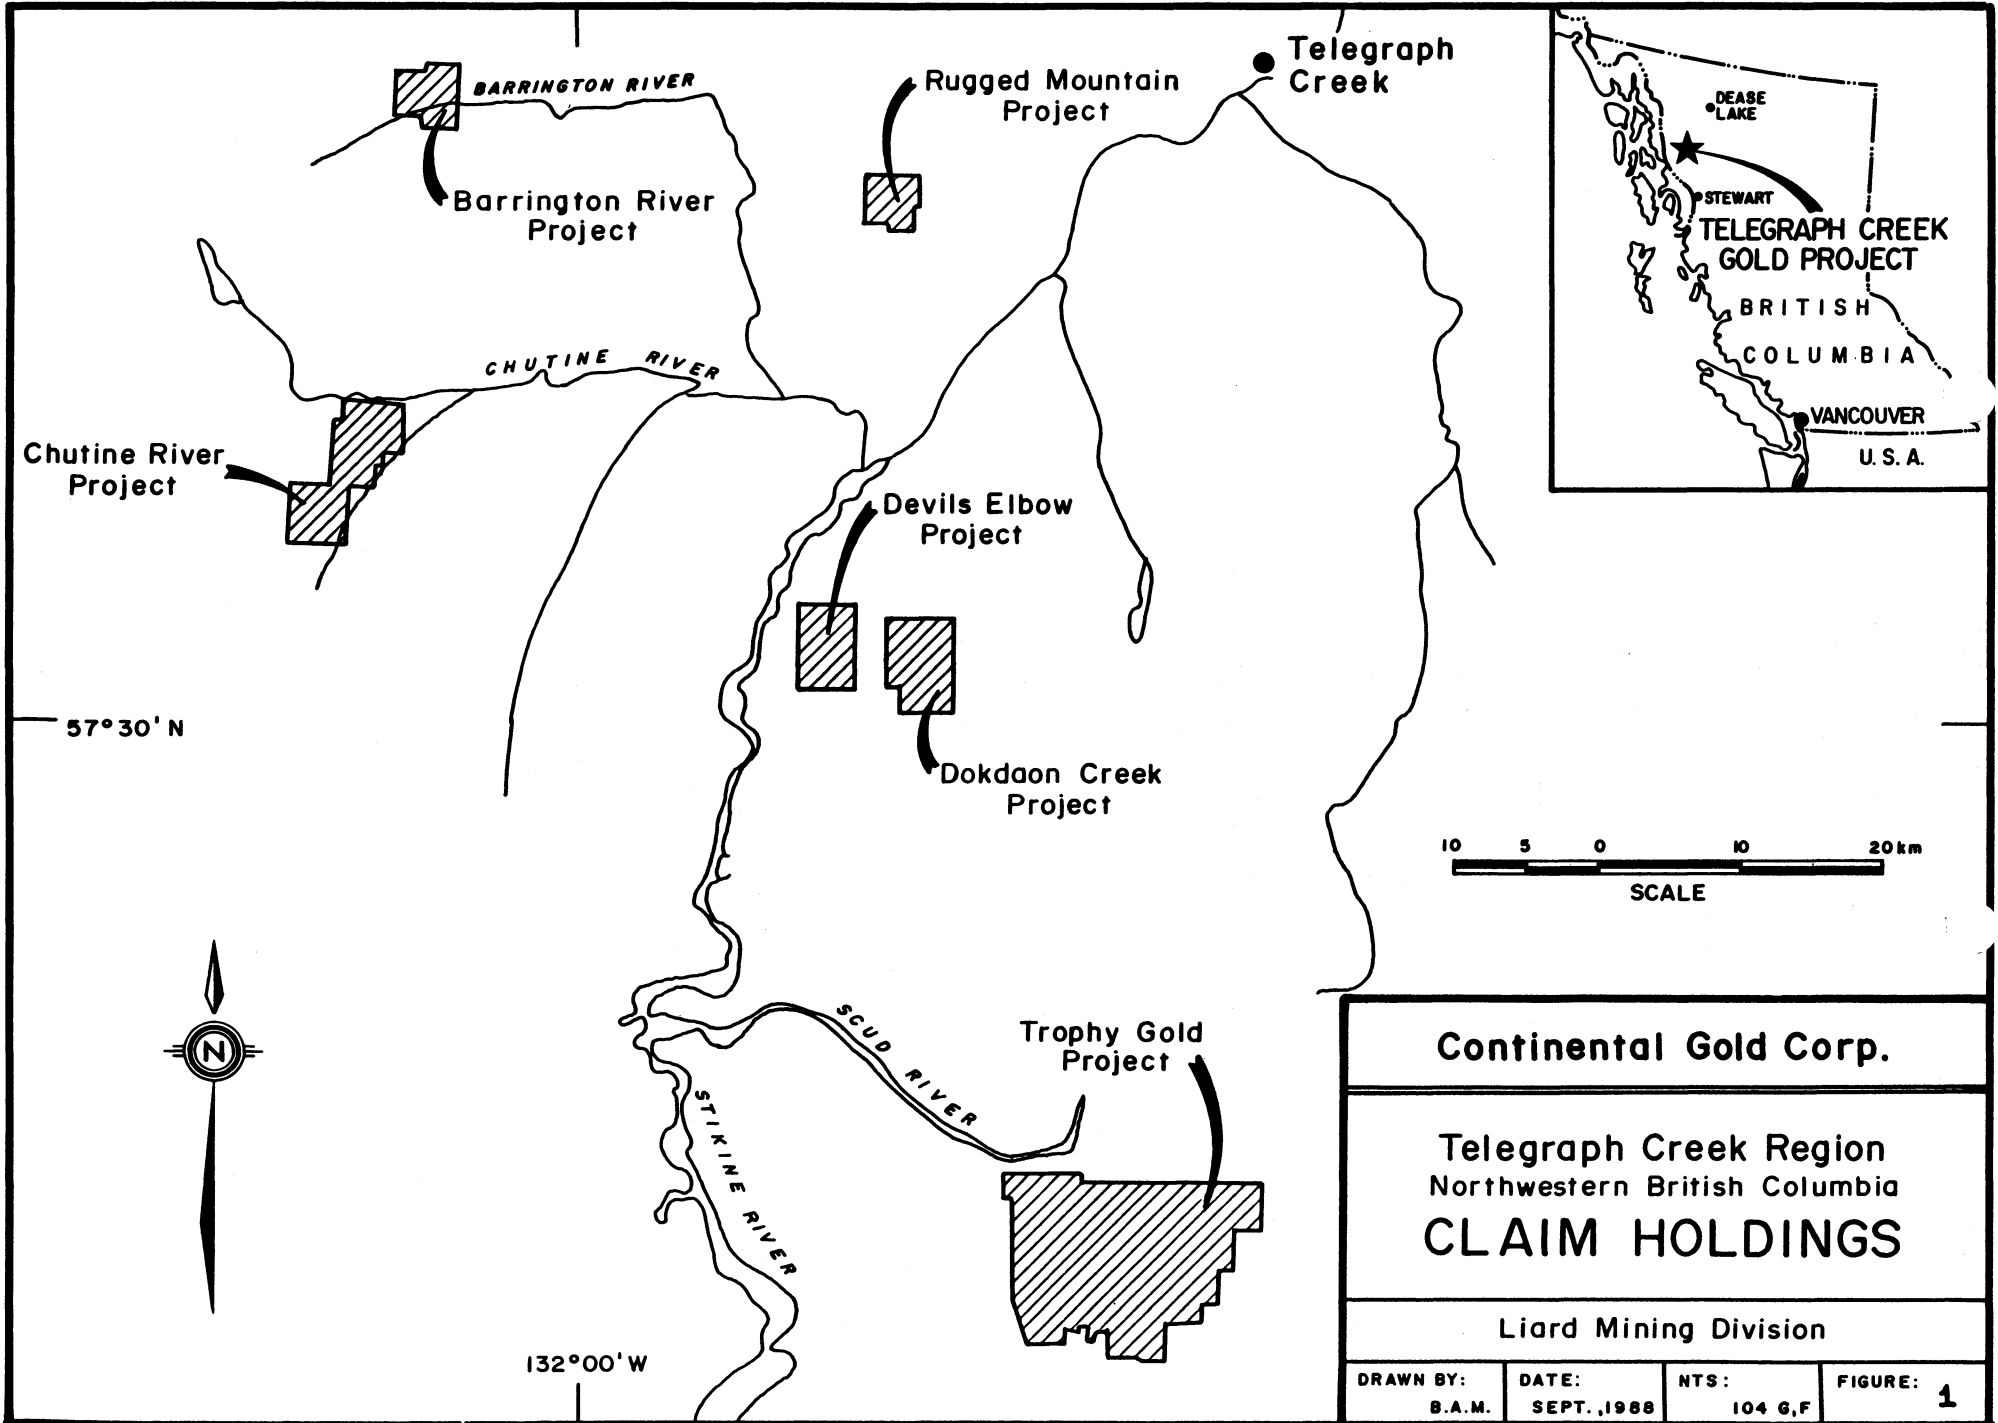 BARRINGTON RIVER
Rugged Mountain
Project
Telegraph
Creek
Barrington River
Project
CHUTINE RIVER
Chutine River
Project
Devils Elbow
Project
57°30'N
Dokdaon Creek
Project
DEASE
LAKE
STEWART
TELEGRAPH CREEK
GOLD PROJECT
BRITISH
COLUMBIA
VANCOUVER
U.S.A.
10 5 0 10 20 km
SCALE
N
SCUD RIVER
Trophy Gold
Project
STIKINE RIVER
132°00'W
Continental Gold Corp.
Telegraph Creek Region
Northwestern British Columbia
CLAIM HOLDINGS
Liard Mining Division
DRAWN BY:
B.A.M.
DATE:
SEPT.,1988
NTS:
104 G,F
FIGURE: 1